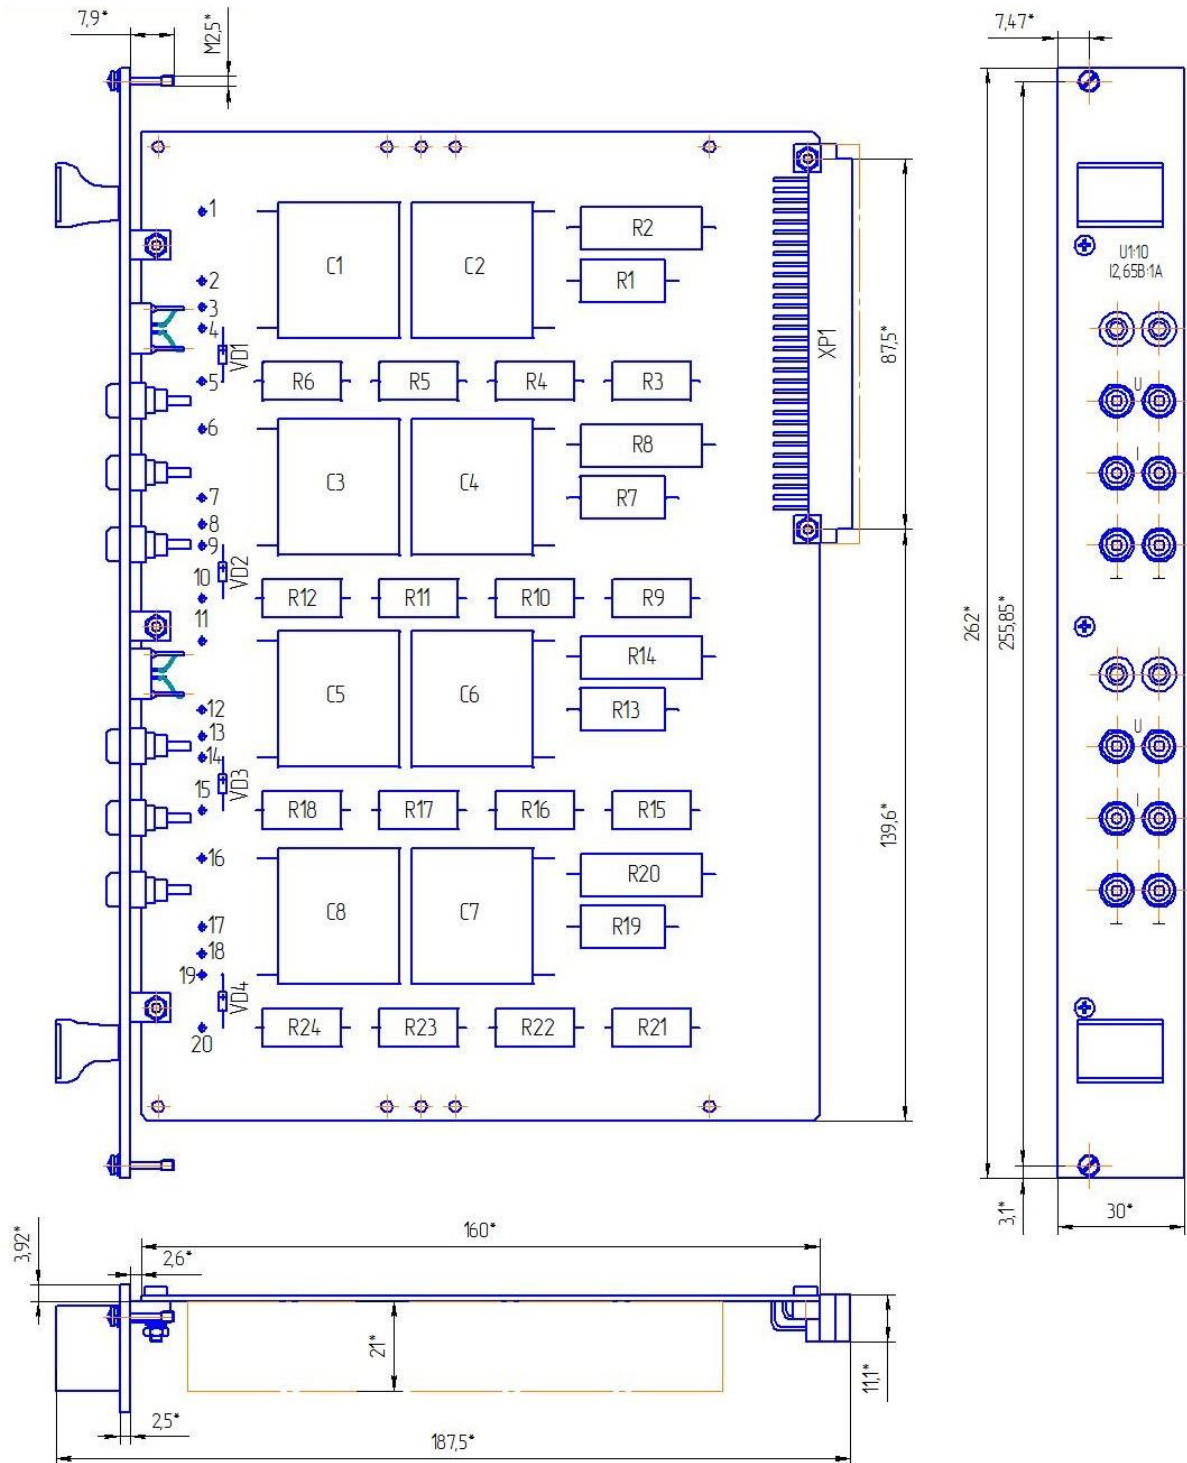 7,9*
M2,5*
7,47*
1
C1
C2
R2
2
R1
3
4
VD1
XP1
87,5*
U1:10
I2,65В:1А
5
R6
R5
R4
R3
U
6
C3
C4
R8
I
7
R7
8
9
10
VD2
R12
R11
R10
R9
11
262*
255,85*
C5
C6
R14
12
R13
13
14
15
VD3
R18
R17
R16
R15
139,6*
U
I
16
C8
C7
R20
17
R19
18
19
VD4
20
R24
R23
R22
R21
3,1*
30*
3,92*
2,6*
160*
21*
11,1*
2,5*
187,5*